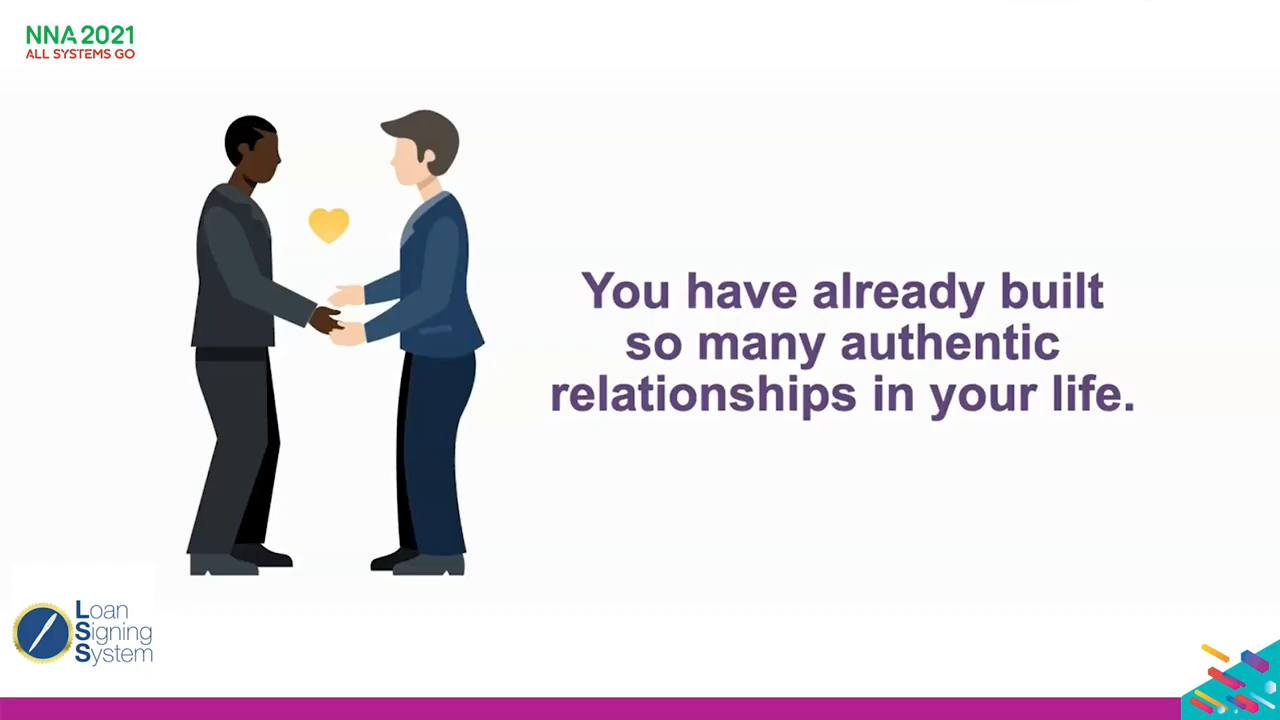 NNA 2021
ALL SYSTEMS GO
You have already built
so many authentic
relationships in your life.
Loan
Signing
System